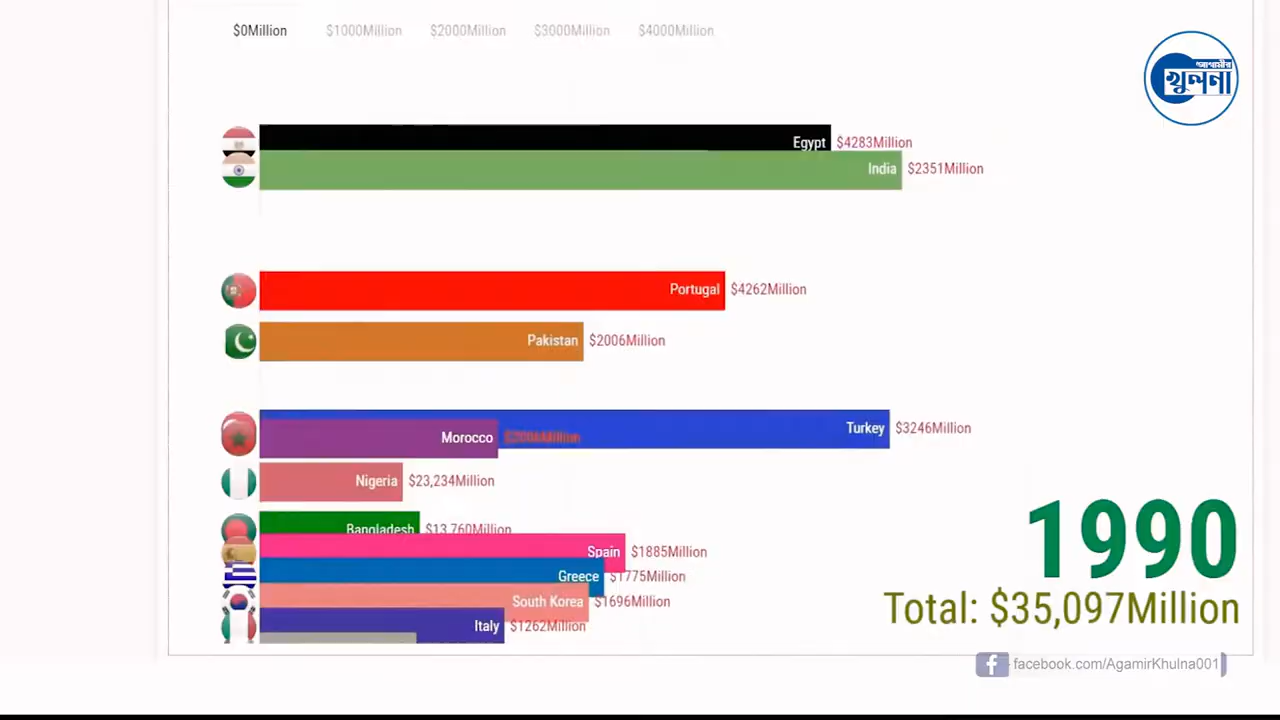 $0Million $1000Million $2000Million $3000Million $4000Million
আগামীর
খুলনা
Egypt $4283Million
India $2351Million
Portugal $4262Million
Pakistan $2006Million
Turkey $3246Million
Morocco $2006Million
Nigeria $23,234Million
Bangladesh $13,760Million
Spain $1885Million
Greece $1775Million
South Korea $1696Million
Italy $1262Million
1990
Total: $35,097Million
facebook.com/AgamirKhulna001